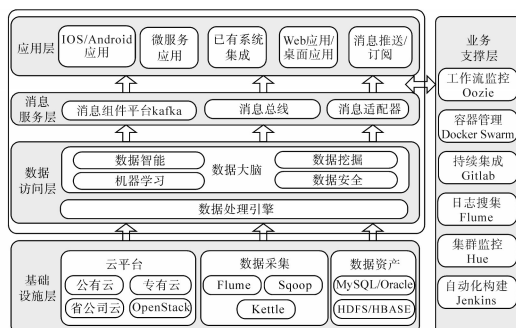 应用层
IOS/Android
应用
微服务
应用
已有系统
集成
Web应用/
桌面应用
消息推送/
订阅
消息
服务层
消息组件平台kafka
消息总线
消息适配器
数据
访问层
数据智能
机器学习
数据大脑
数据挖掘
数据安全
数据处理引擎
基础
设施层
云平台
公有云
专有云
省公司云
OpenStack
数据采集
Flume
Sqoop
Kettle
数据资产
MySQL/Oracle
HDFS/HBASE
业务
支撑层
工作流监控
Oozie
容器管理
Docker Swarm
持续集成
Gitlab
日志搜集
Flume
集群监控
Hue
自动化构建
Jenkins